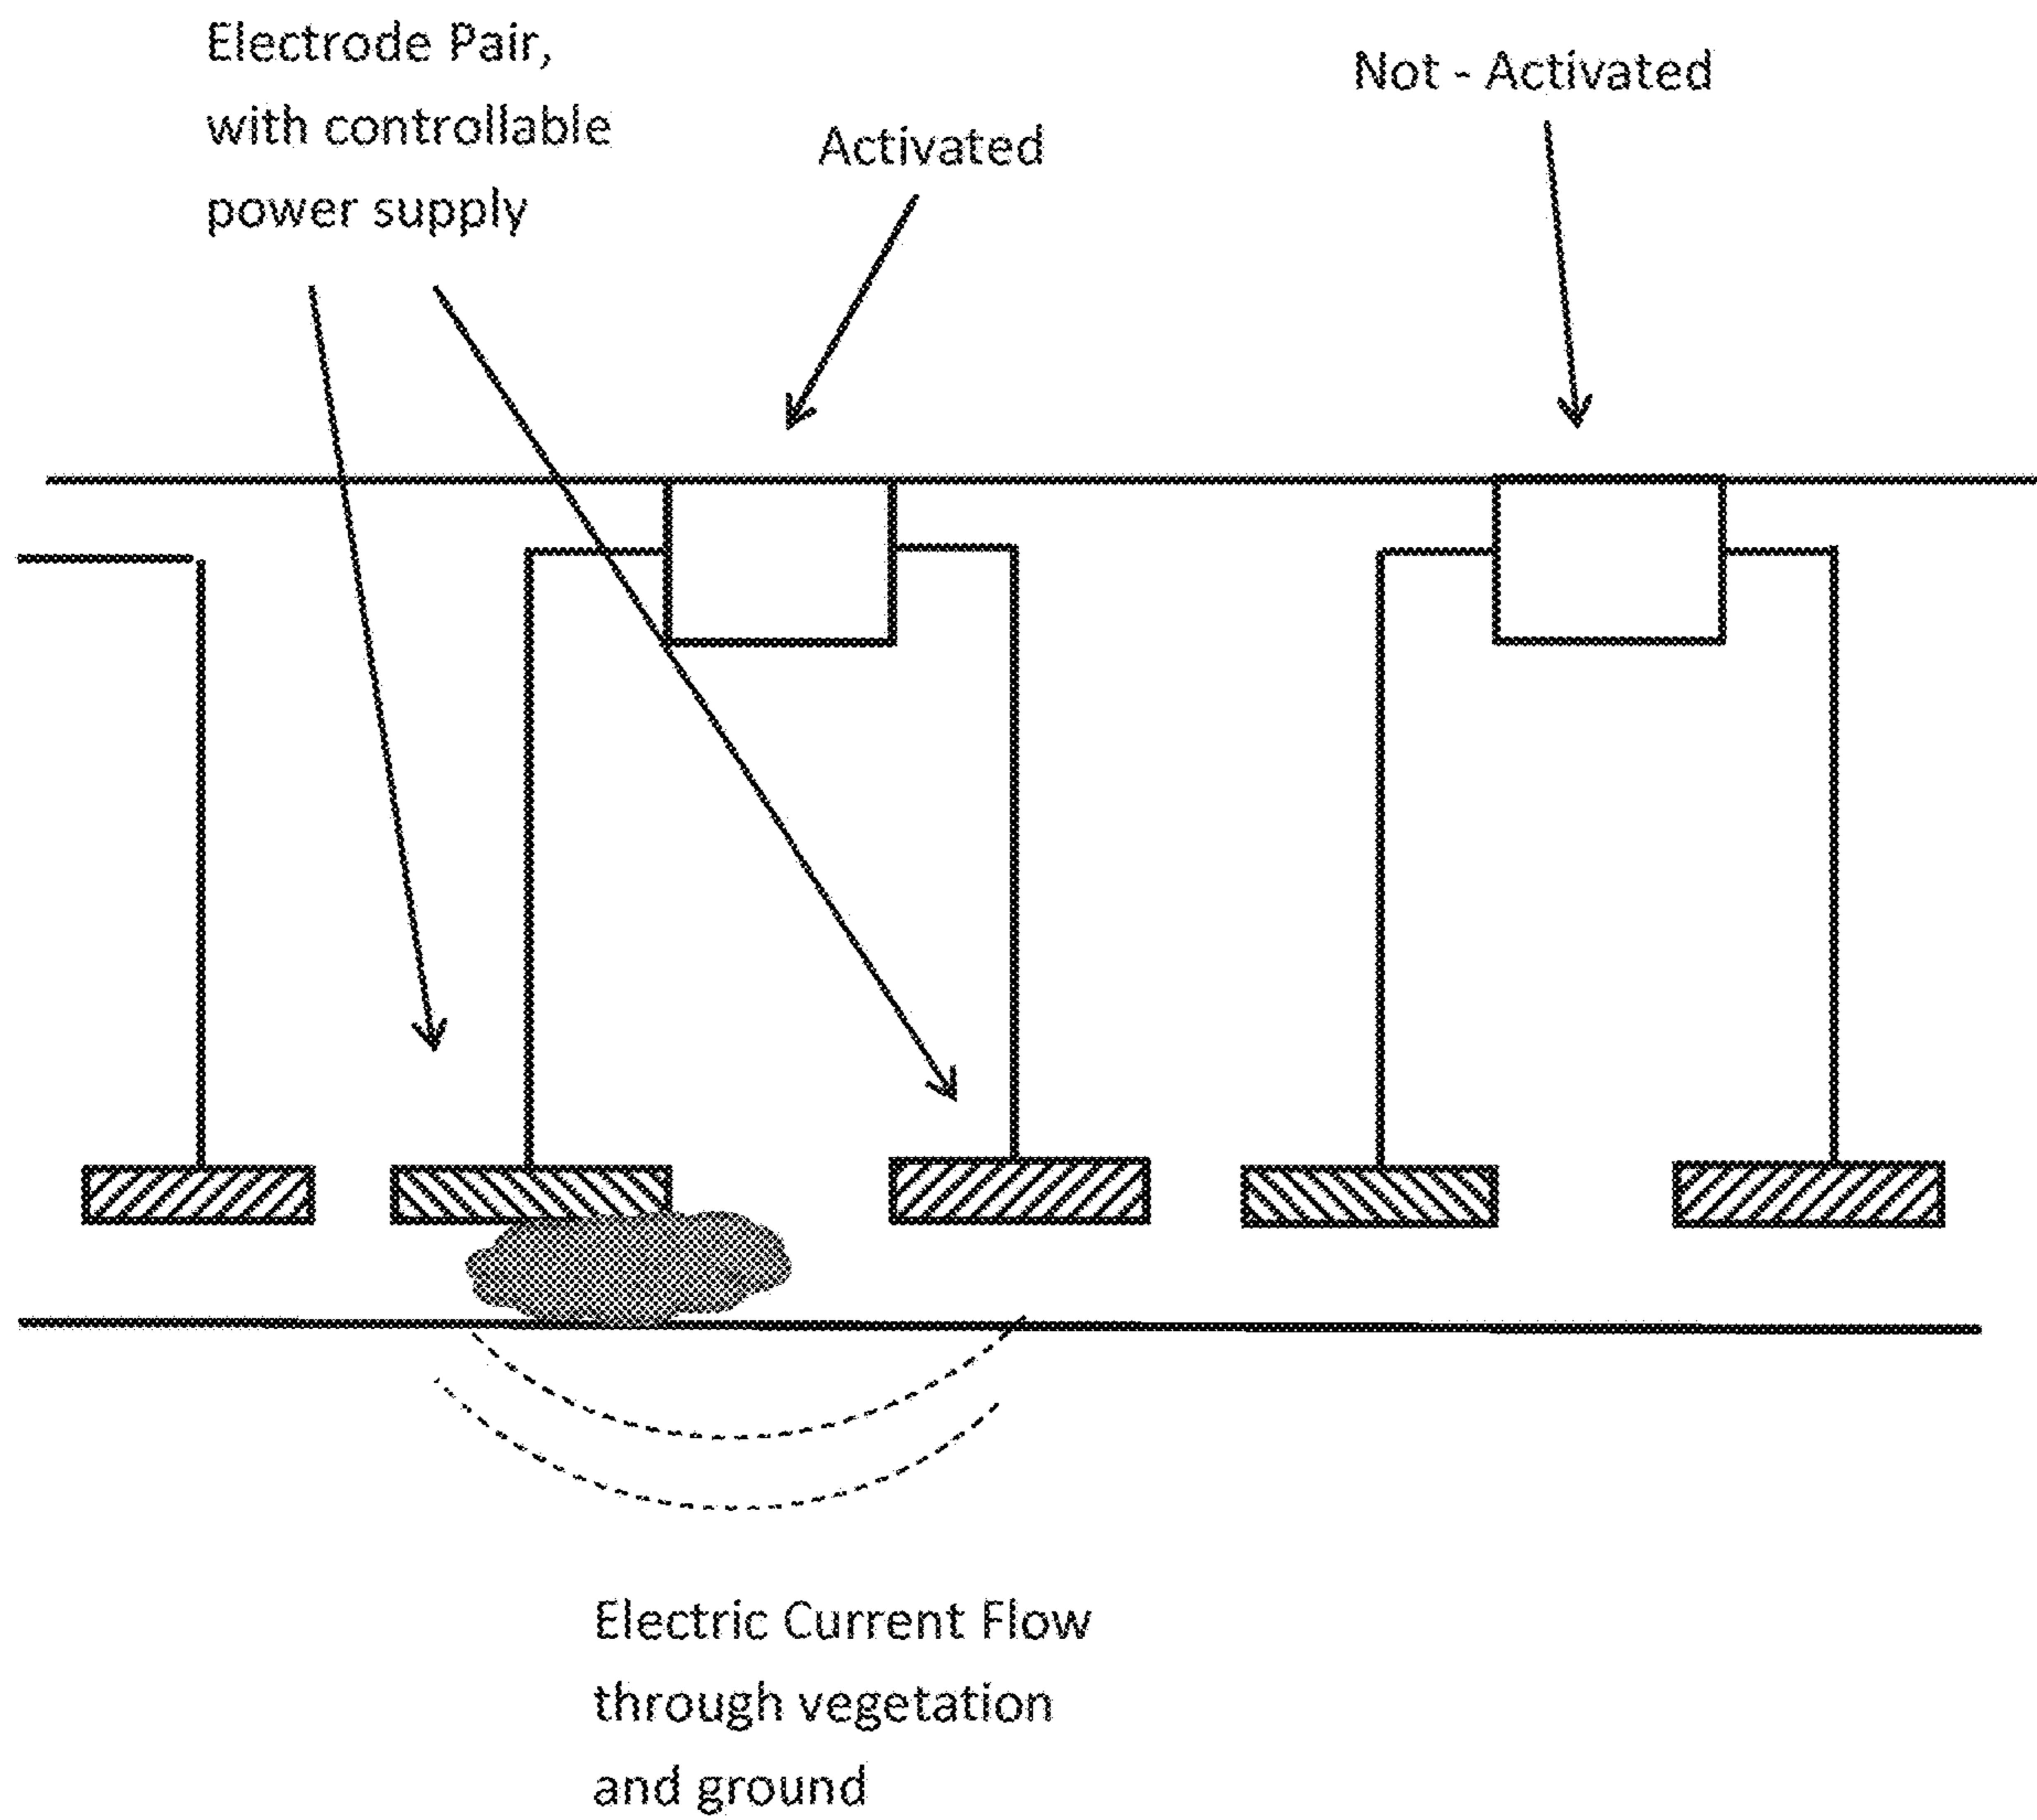 Electrode Pair,
with controllable
power supply
Activated
Not - Activated
Electric Current Flow
through vegetation
and ground